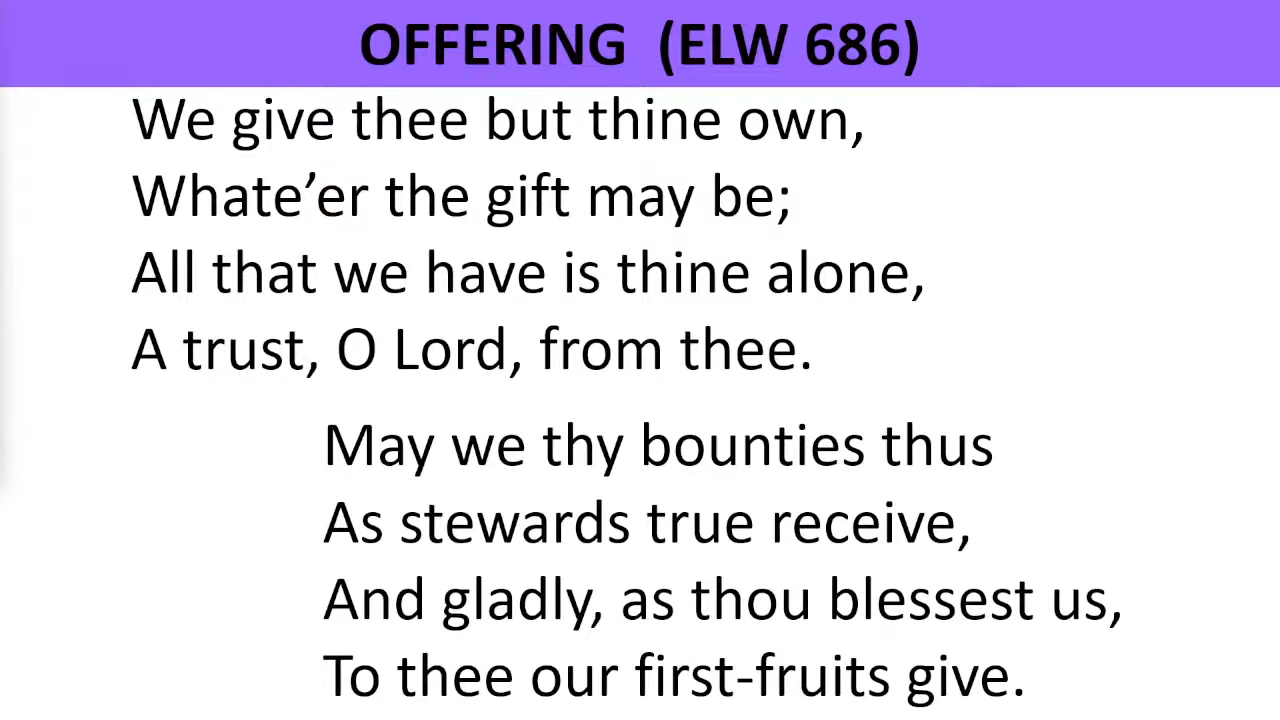 OFFERING (ELW 686)
We give thee but thine own,
Whate’er the gift may be;
All that we have is thine alone,
A trust, O Lord, from thee.
May we thy bounties thus
As stewards true receive,
And gladly, as thou blessest us,
To thee our first-fruits give.